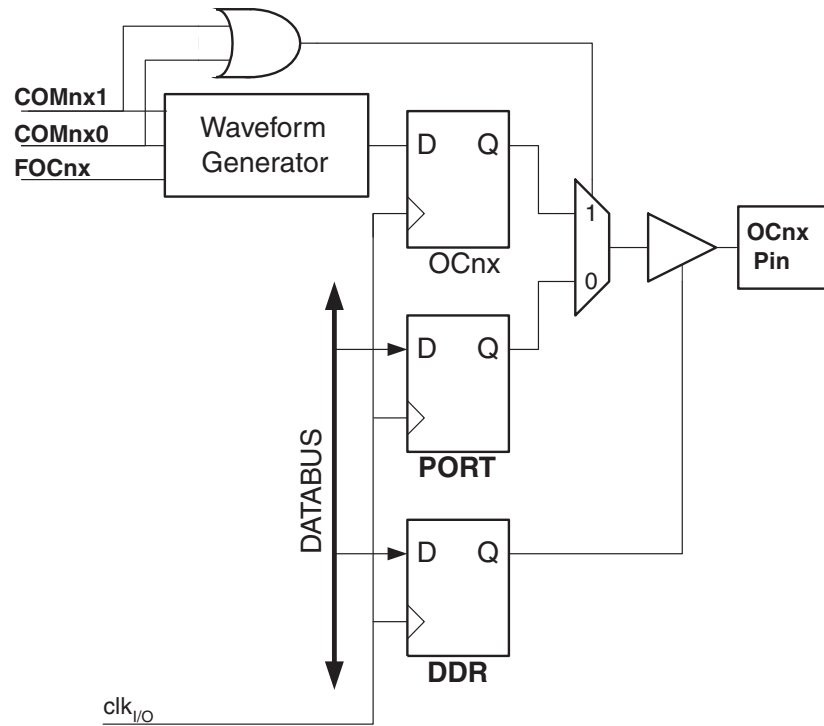 COMnx1
COMnx0
FOCnx
Waveform
Generator
D Q
OCnx
1
0
OCnx
Pin
D Q
PORT
DATABUS
D Q
DDR
clkI/O